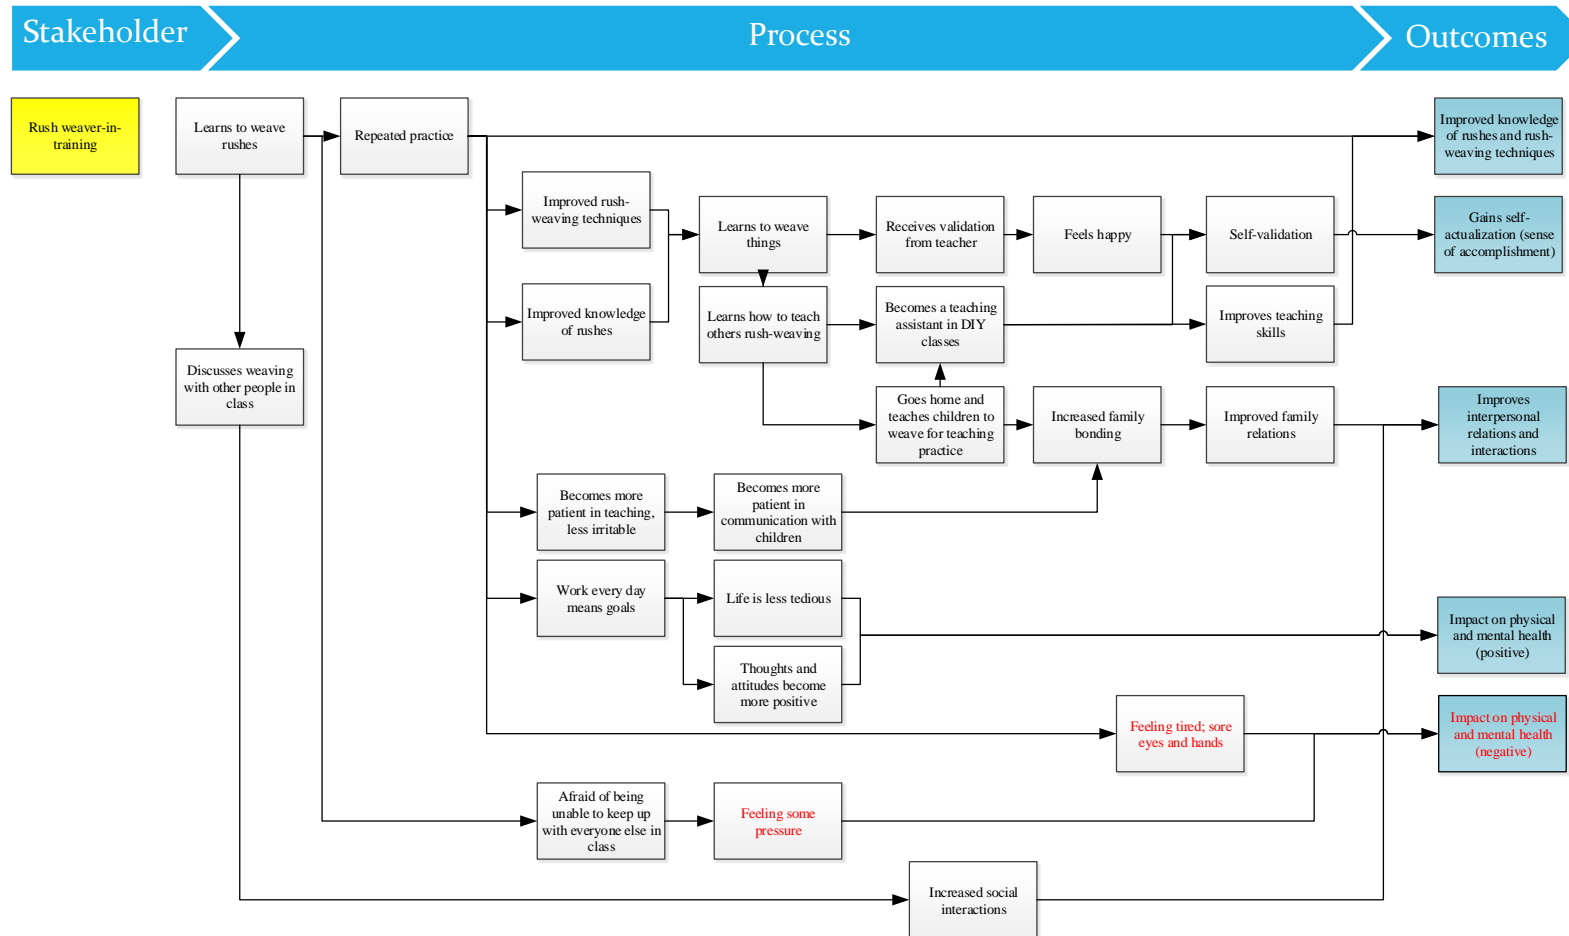 Stakeholder
Process
Outcomes
Rush weaver-in-
training
Learns to weave
rushes
Repeated practice
Improved knowledge
of rushes and rush-
weaving techniques
Improved rush-
weaving techniques
Learns to weave
things
Receives validation
from teacher
Feels happy
Self-validation
Gains self-
actualization (sense
of accomplishment)
Improved knowledge
of rushes
Learns how to teach
others rush-weaving
Becomes a teaching
assistant in DIY
classes
Improves teaching
skills
Discusses weaving
with other people in
class
Goes home and
teaches children to
weave for teaching
practice
Increased family
bonding
Improved family
relations
Improves
interpersonal
relations and
interactions
Becomes more
patient in teaching,
less irritable
Becomes more
patient in
communication with
children
Work every day
means goals
Life is less tedious
Impact on physical
and mental health
(positive)
Thoughts and
attitudes become
more positive
Feeling tired; sore
eyes and hands
Impact on physical
and mental health
(negative)
Afraid of being
unable to keep up
with everyone else in
class
Feeling some
pressure
Increased social
interactions